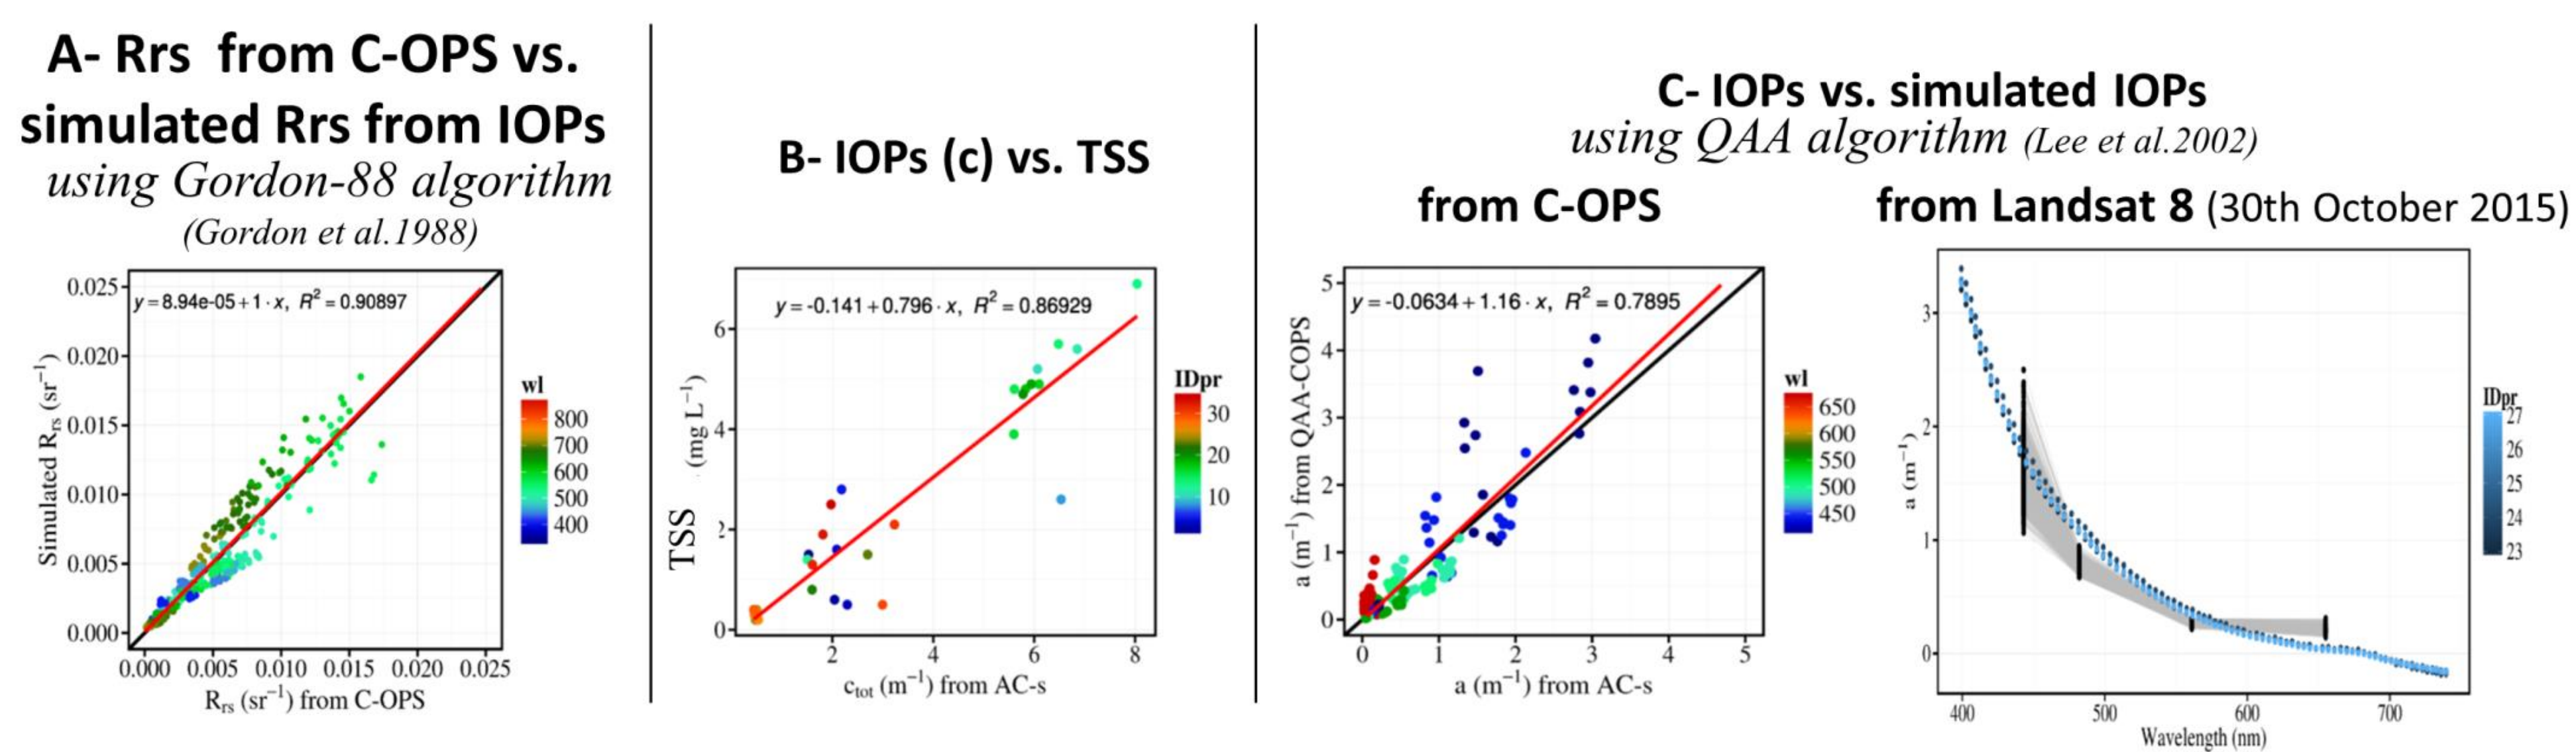 A- Rrs from C-OPS vs.
simulated Rrs from IOPs
using Gordon-88 algorithm
(Gordon et al.1988)
y = 8.94e-05 + 1 · x, R² = 0.90897
0.025
0.020
0.015
0.010
0.005
0.000
Simulated Rrs (sr⁻¹)
0.000 0.005 0.010 0.015 0.020 0.025
Rrs (sr⁻¹) from C-OPS
wl
800
700
600
500
400
B- IOPs (c) vs. TSS
y = -0.141 + 0.796 · x, R² = 0.86929
6
4
2
0
TSS (mg L⁻¹)
2 4 6 8
ctot (m⁻¹) from AC-s
IDpr
30
20
10
C- IOPs vs. simulated IOPs
using QAA algorithm (Lee et al.2002)
from C-OPS
y = -0.0634 + 1.16 · x, R² = 0.7895
5
4
3
2
1
0
a (m⁻¹) from QAA-COPS
0 1 2 3 4 5
a (m⁻¹) from AC-s
wl
650
600
550
500
450
from Landsat 8 (30th October 2015)
3
2
1
0
a (m⁻¹)
400 500 600 700
Wavelength (nm)
IDpr
27
26
25
24
23